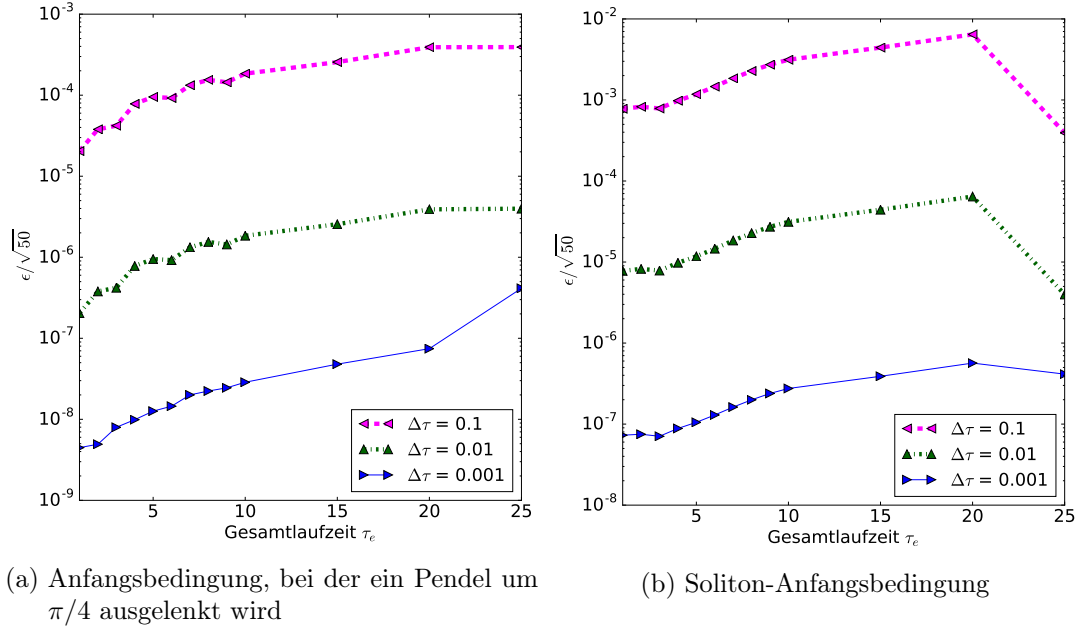 10⁻³
10⁻⁴
10⁻⁵
10⁻⁶
10⁻⁷
10⁻⁸
10⁻⁹
ϵ/√50
5
10
15
20
25
Gesamtlaufzeit τₑ
Δτ = 0.1
Δτ = 0.01
Δτ = 0.001
(a) Anfangsbedingung, bei der ein Pendel um
π/4 ausgelenkt wird
10⁻²
10⁻³
10⁻⁴
10⁻⁵
10⁻⁶
10⁻⁷
10⁻⁸
ϵ/√50
5
10
15
20
25
Gesamtlaufzeit τₑ
Δτ = 0.1
Δτ = 0.01
Δτ = 0.001
(b) Soliton-Anfangsbedingung